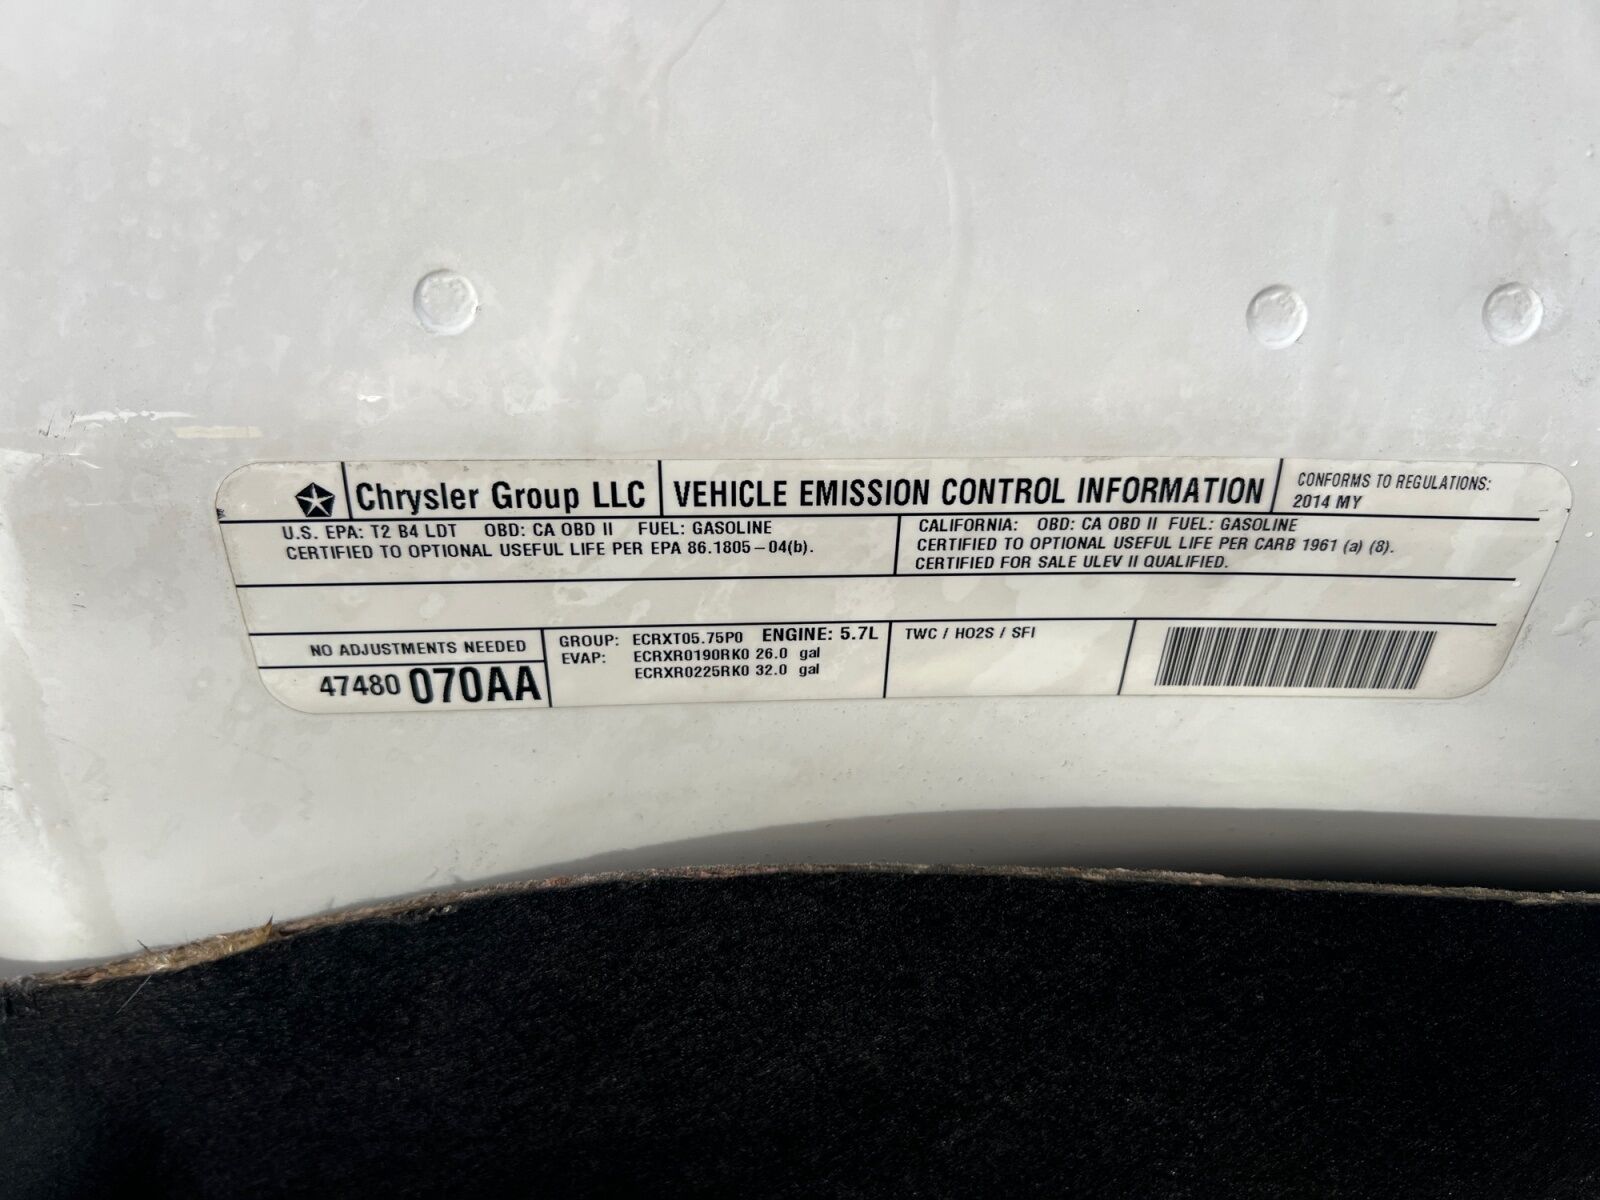 Chrysler Group LLC
VEHICLE EMISSION CONTROL INFORMATION
CONFORMS TO REGULATIONS:
2014 MY
U.S. EPA: T2 B4 LDT OBD: CA OBD II FUEL: GASOLINE
CERTIFIED TO OPTIONAL USEFUL LIFE PER EPA 86.1805-04(b).
CALIFORNIA: OBD: CA OBD II FUEL: GASOLINE
CERTIFIED TO OPTIONAL USEFUL LIFE PER CARB 1961 (a) (8).
CERTIFIED FOR SALE ULEV II QUALIFIED.
NO ADJUSTMENTS NEEDED
47480 070AA
GROUP: ECRXT05.75P0 ENGINE: 5.7L
EVAP: ECRXR0190RK0 26.0 gal
ECRXR0225RK0 32.0 gal
TWC / HO2S / SFI